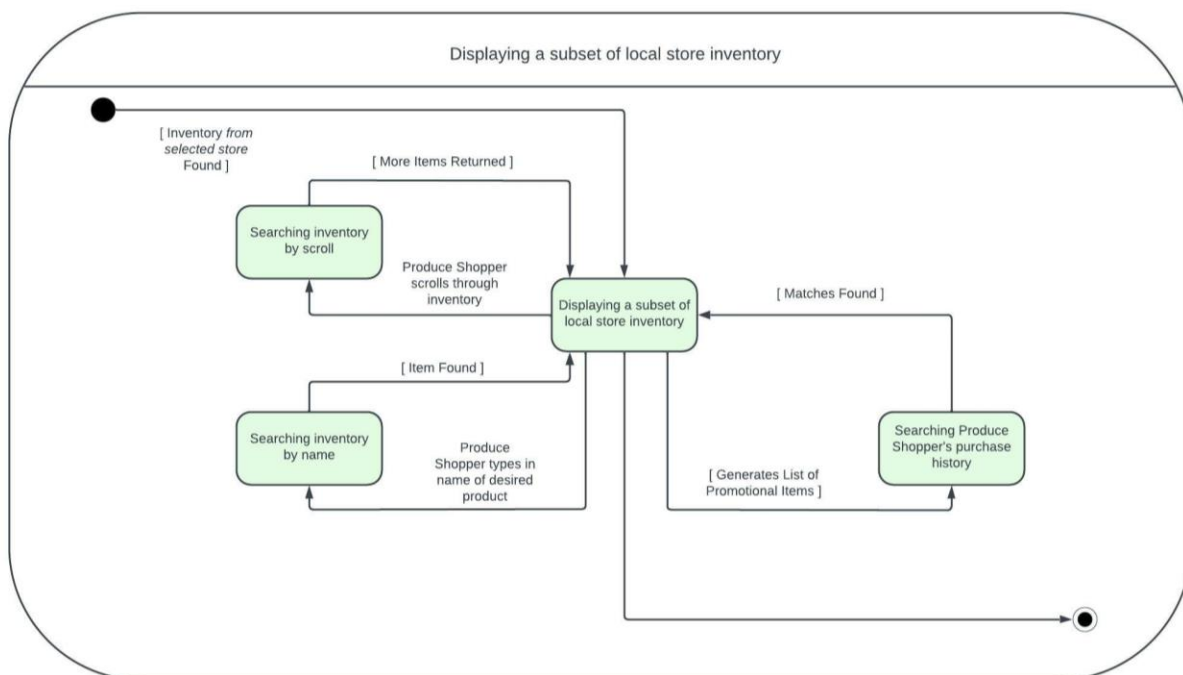 Displaying a subset of local store inventory
[ Inventory from
selected store
Found ]
[ More Items Returned ]
Searching inventory
by scroll
Produce Shopper
scrolls through
inventory
Displaying a subset of
local store inventory
[ Matches Found ]
[ Item Found ]
Searching inventory
by name
Produce
Shopper types in
name of desired
product
[ Generates List of
Promotional Items ]
Searching Produce
Shopper's purchase
history